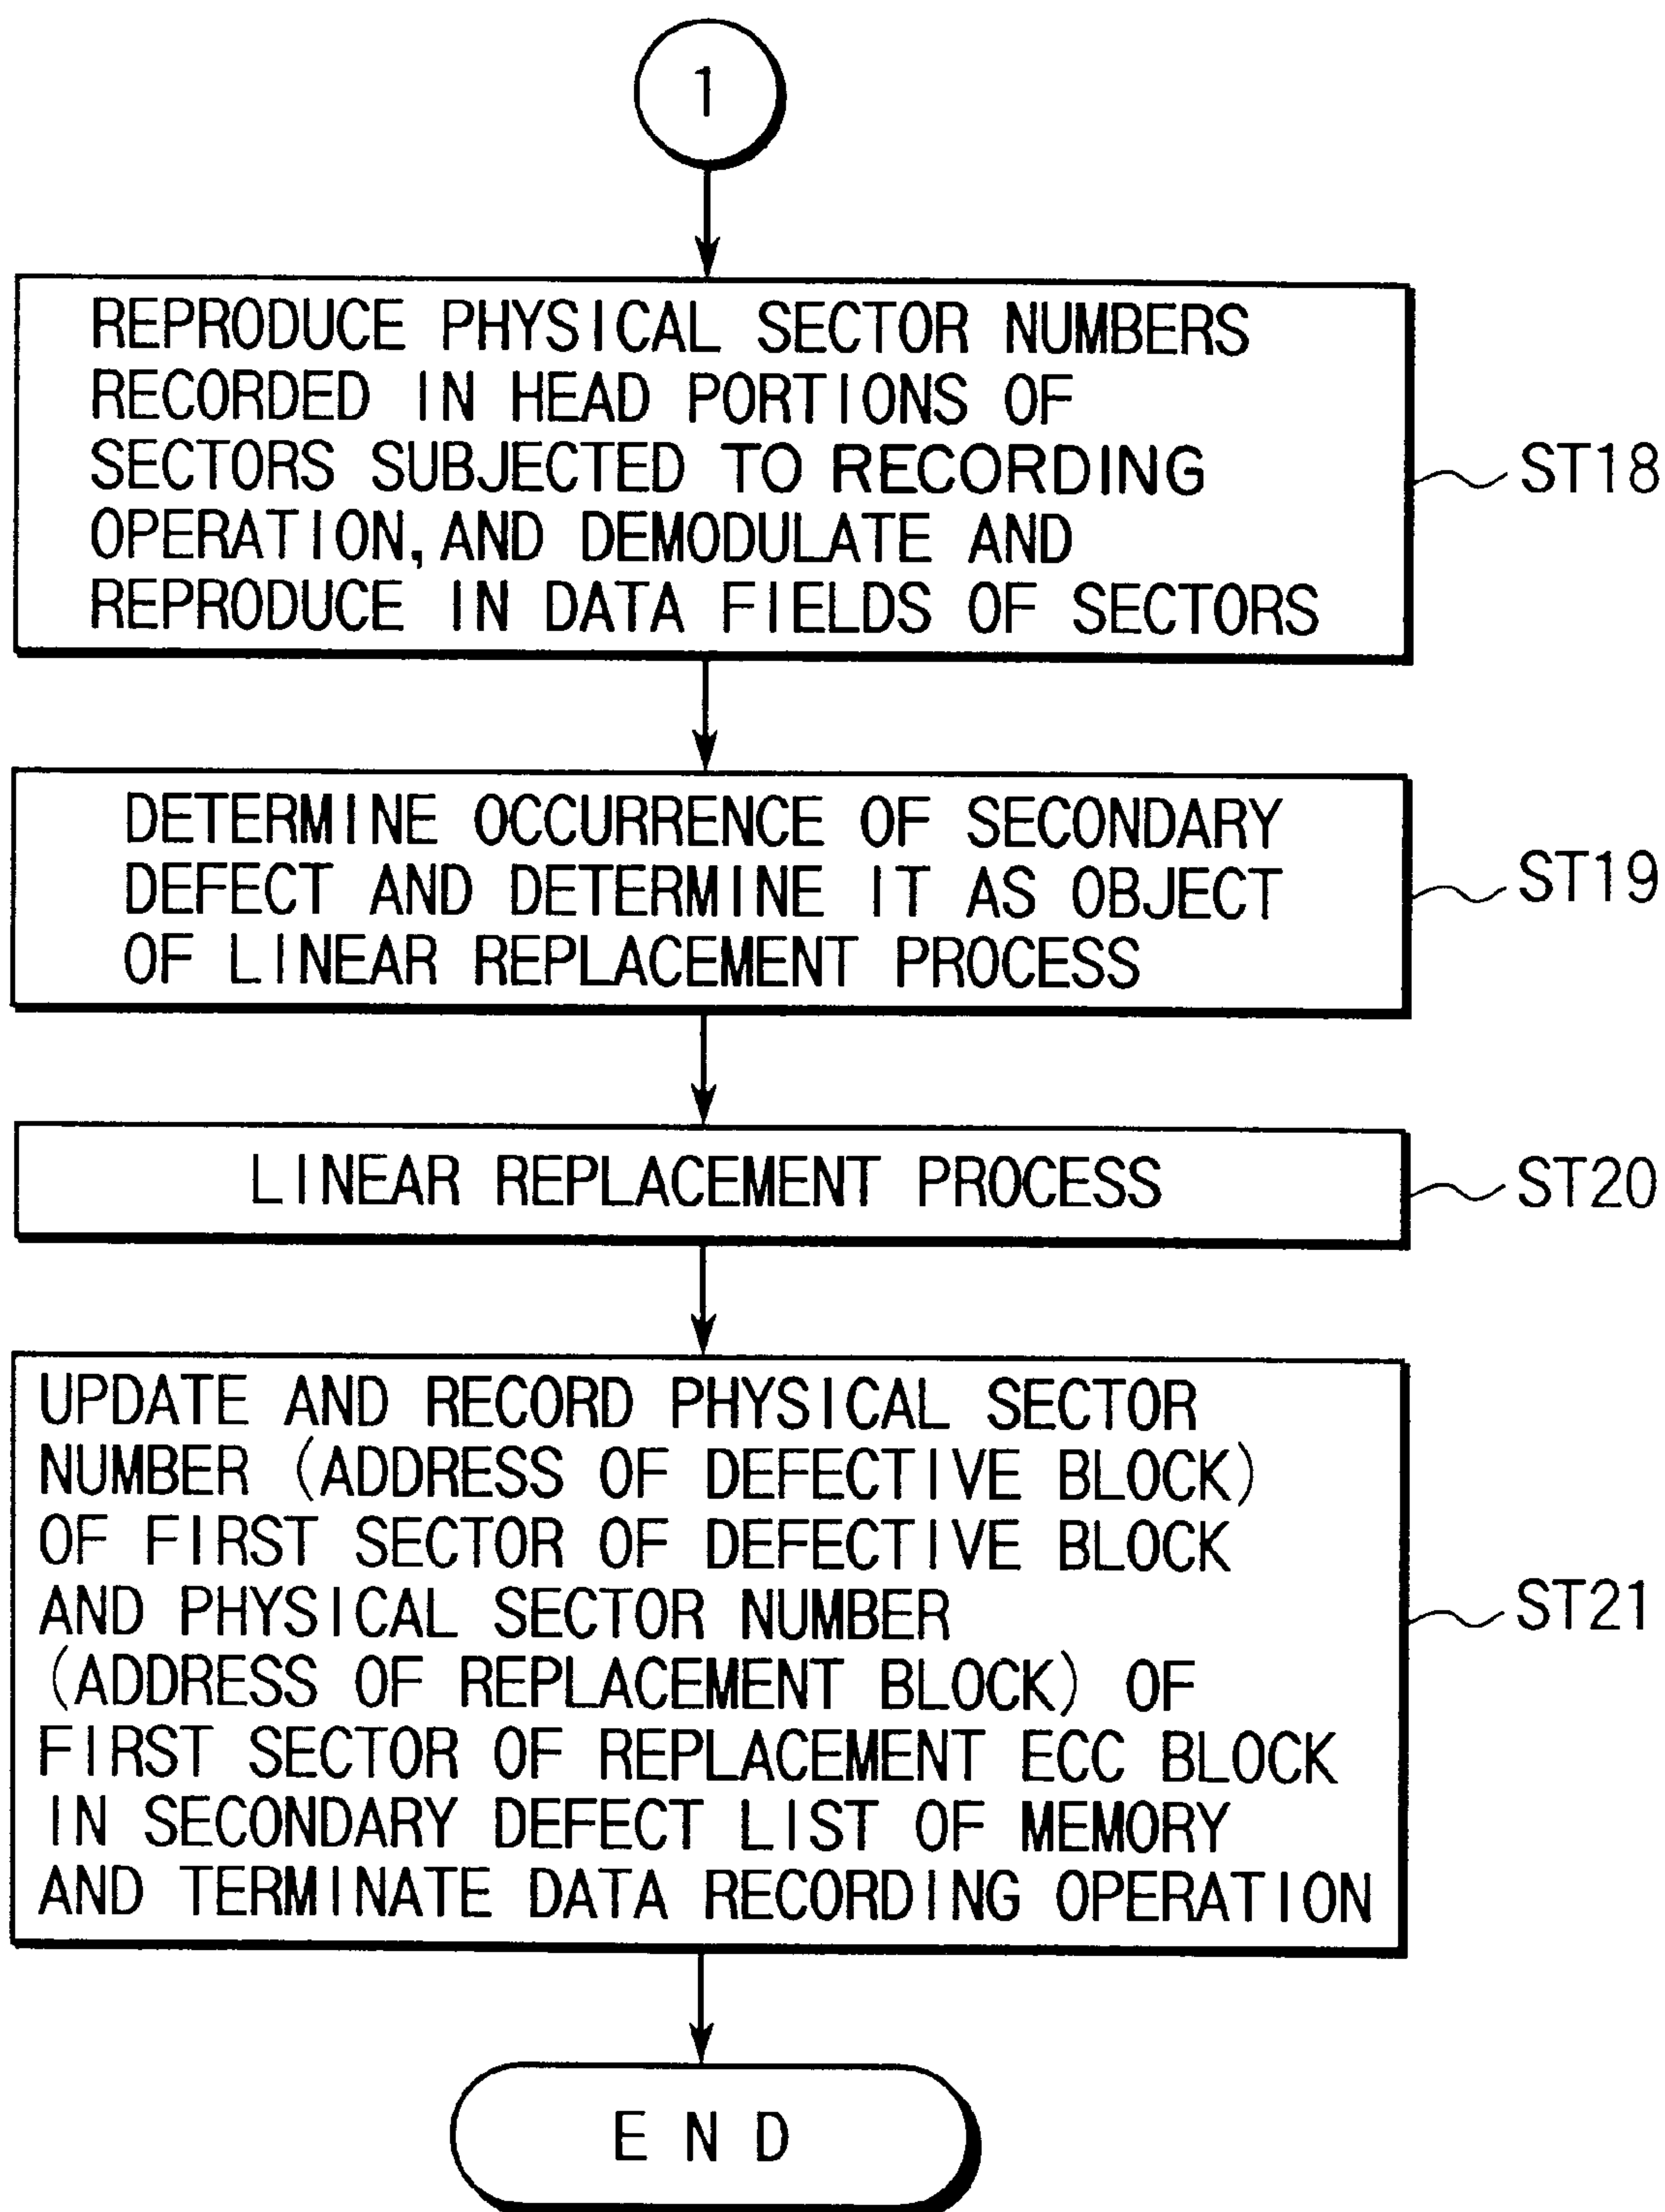 1
REPRODUCE PHYSICAL SECTOR NUMBERS
RECORDED IN HEAD PORTIONS OF
SECTORS SUBJECTED TO RECORDING
OPERATION, AND DEMODULATE AND
REPRODUCE IN DATA FIELDS OF SECTORS
ST18
DETERMINE OCCURRENCE OF SECONDARY
DEFECT AND DETERMINE IT AS OBJECT
OF LINEAR REPLACEMENT PROCESS
ST19
LINEAR REPLACEMENT PROCESS
ST20
UPDATE AND RECORD PHYSICAL SECTOR
NUMBER (ADDRESS OF DEFECTIVE BLOCK)
OF FIRST SECTOR OF DEFECTIVE BLOCK
AND PHYSICAL SECTOR NUMBER
(ADDRESS OF REPLACEMENT BLOCK) OF
FIRST SECTOR OF REPLACEMENT ECC BLOCK
IN SECONDARY DEFECT LIST OF MEMORY
AND TERMINATE DATA RECORDING OPERATION
ST21
END